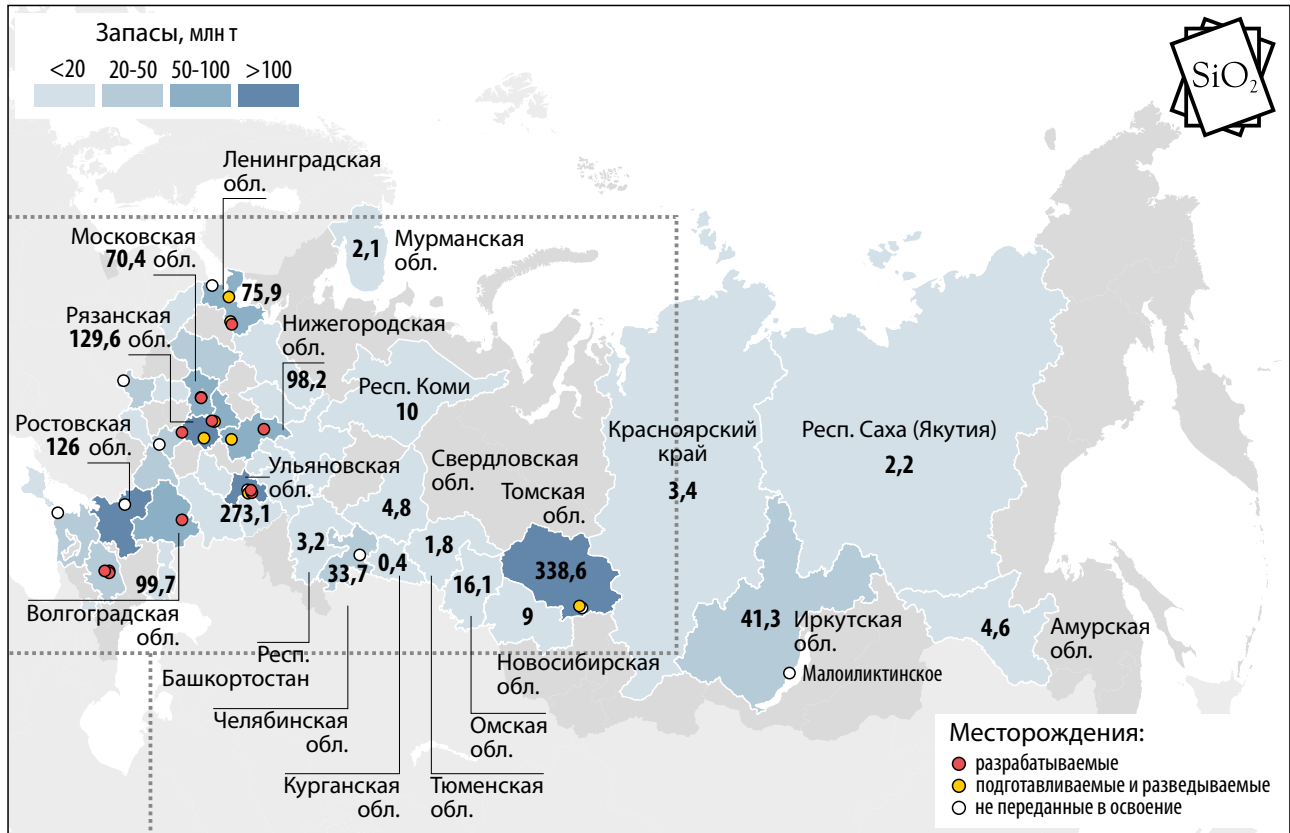 Запасы, млн т
<20 20-50 50-100 >100
SiO2
Ленинградская
обл.
75,9
Московская
70,4 обл.
Мурманская
обл.
2,1
Рязанская
129,6 обл.
Нижегородская
обл.
98,2
Респ. Коми
10
Ростовская
126 обл.
Ульяновская
обл.
273,1
Свердловская
обл.
4,8
Томская
обл.
338,6
Красноярский
край
3,4
Респ. Саха (Якутия)
2,2
3,2
33,7
0,4
1,8
16,1
9
99,7
Волгоградская
обл.
Респ.
Башкортостан
Челябинская
обл.
Курганская
обл.
Тюменская
обл.
Омская
обл.
Новосибирская
обл.
41,3
Иркутская
обл.
Малоиликтинское
4,6
Амурская
обл.
Месторождения:
разрабатываемые
подготавливаемые и разведываемые
не переданные в освоение